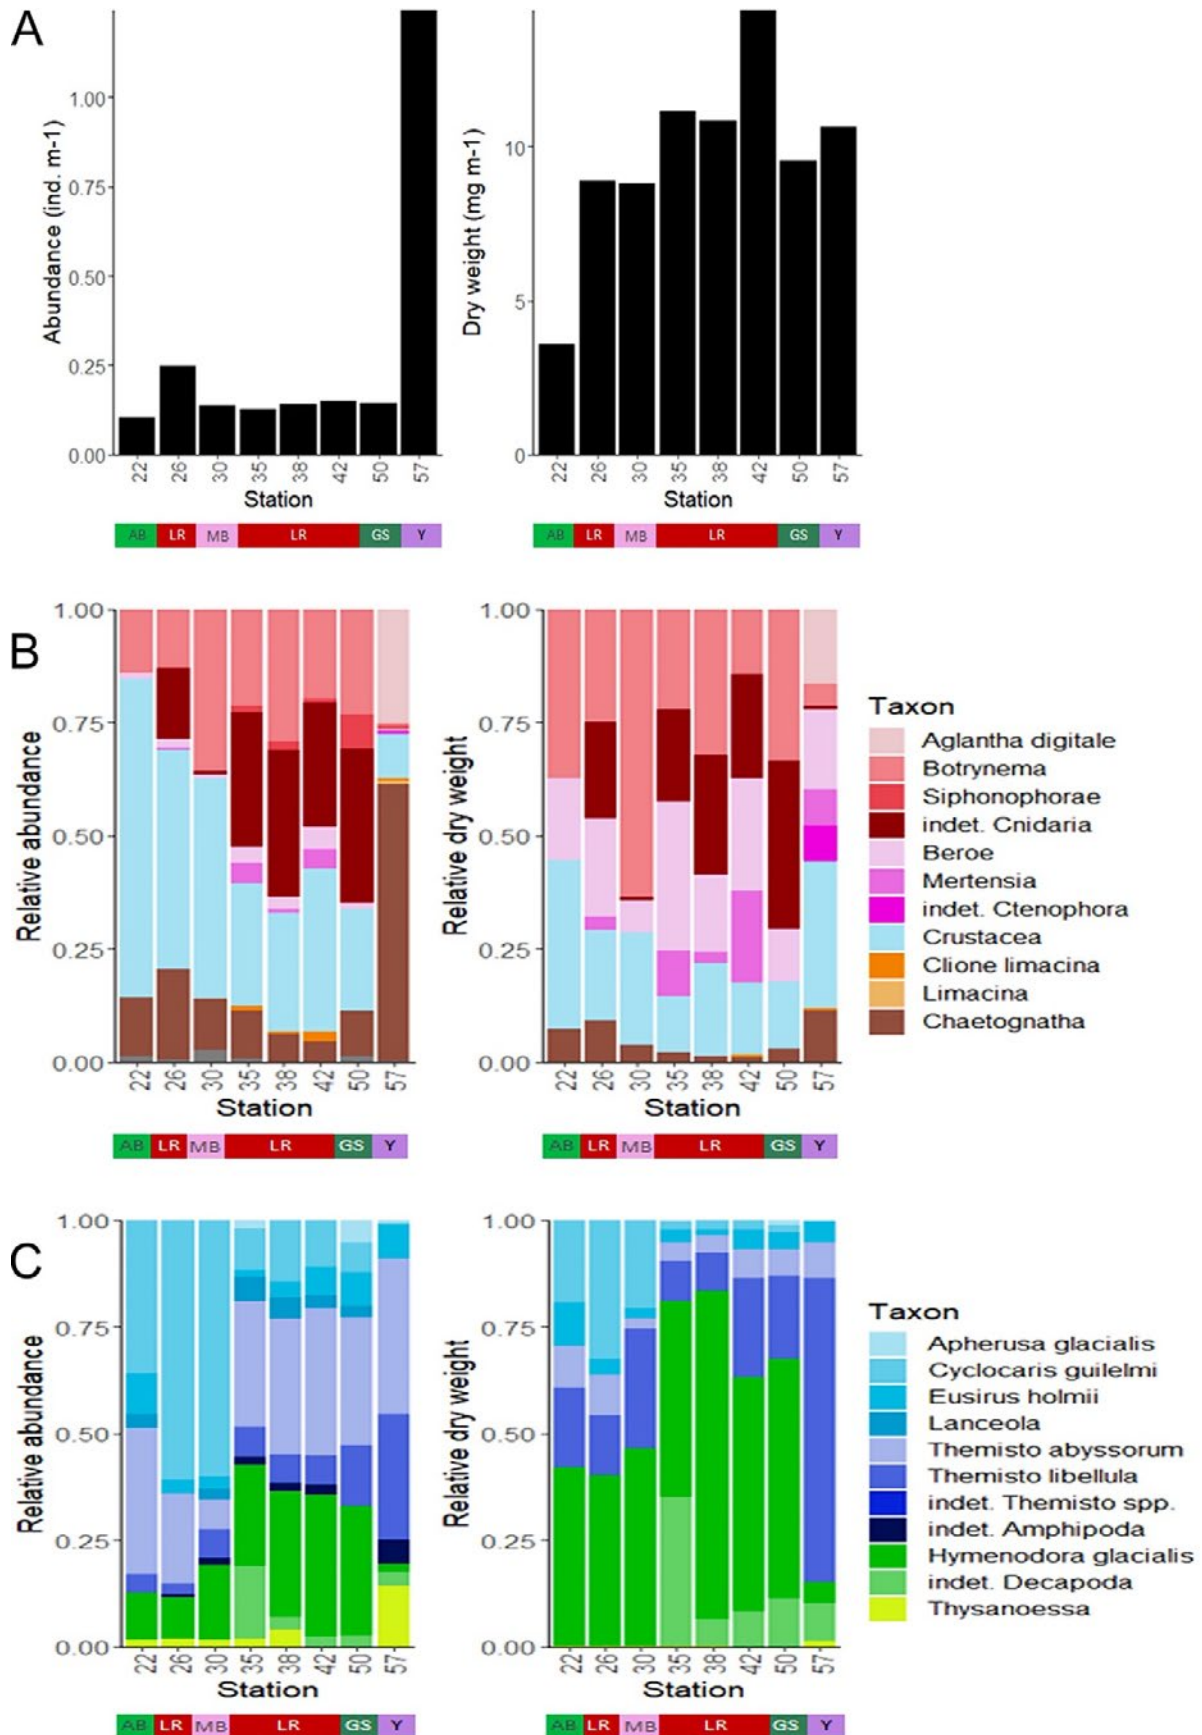 A
Abundance (ind. m-1)
1.00
0.75
0.50
0.25
0.00
22 26 30 35 38 42 50 57
Station
AB LR MB LR GS Y
Dry weight (mg m-1)
10
5
0
22 26 30 35 38 42 50 57
Station
AB LR MB LR GS Y
B
Relative abundance
1.00
0.75
0.50
0.25
0.00
22 26 30 35 38 42 50 57
Station
AB LR MB LR GS Y
Relative dry weight
1.00
0.75
0.50
0.25
0.00
22 26 30 35 38 42 50 57
Station
AB LR MB LR GS Y
Taxon
Aglantha digitale
Botrynema
Siphonophorae
indet. Cnidaria
Beroe
Mertensia
indet. Ctenophora
Crustacea
Clione limacina
Limacina
Chaetognatha
C
Relative abundance
1.00
0.75
0.50
0.25
0.00
22 26 30 35 38 42 50 57
Station
AB LR MB LR GS Y
Relative dry weight
1.00
0.75
0.50
0.25
0.00
22 26 30 35 38 42 50 57
Station
AB LR MB LR GS Y
Taxon
Apherusa glacialis
Cyclocaris guilelmi
Eusirus holmii
Lanceola
Themisto abyssorum
Themisto libellula
indet. Themisto spp.
indet. Amphipoda
Hymenodora glacialis
indet. Decapoda
Thysanoessa